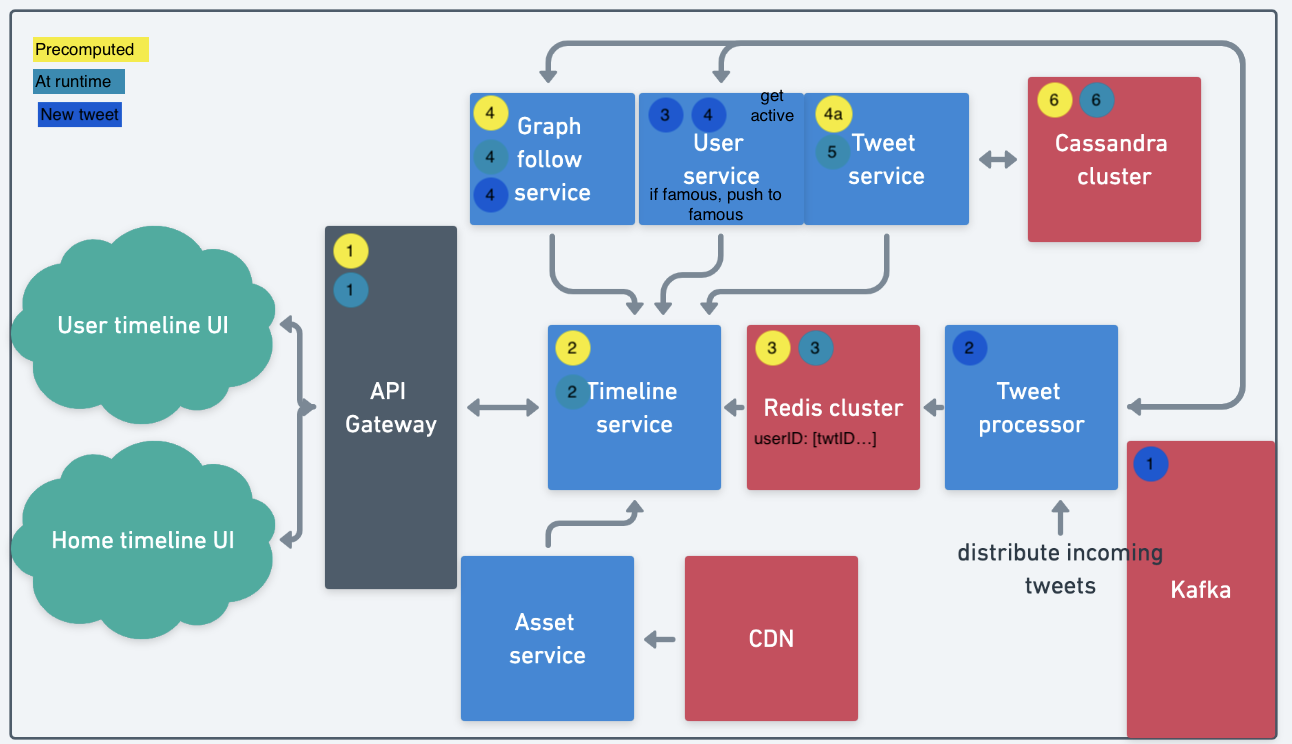 Precomputed
At runtime
New tweet
4
Graph
4
follow
4
service
3
4
get
active
User
service
if famous, push to
famous
4a
5
Tweet
service
6
6
Cassandra
cluster
User timeline UI
Home timeline UI
1
1
API
Gateway
2
2
Timeline
service
3
3
Redis cluster
userID: [twtID...]
2
Tweet
processor
1
distribute incoming
tweets
Kafka
Asset
service
CDN